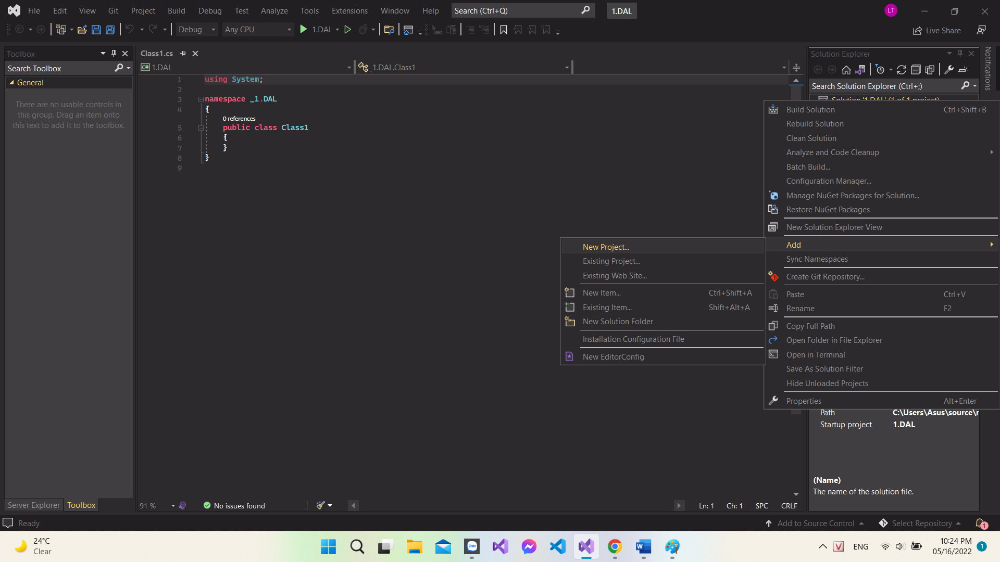 File Edit View Git Project Build Debug Test Analyze Tools Extensions Window Help Search (Ctrl+Q) 1.DAL LT
Debug Any CPU 1.DAL Live Share
Toolbox
Search Toolbox
General
There are no usable controls in
this group. Drag an item onto
this text to add it to the toolbox.
Server Explorer Toolbox
Class1.cs
C# 1.DAL _1.DAL.Class1
1 using System;
2
3 namespace _1.DAL
4 {
0 references
5 public class Class1
6 {
7 }
8 }
9
91 % No issues found Ln: 1 Ch: 1 SPC CRLF
Solution Explorer
Notifications
Search Solution Explorer (Ctrl+;)
Solution '1.DAL' (1 of 1 project)
Build Solution Ctrl+Shift+B
Rebuild Solution
Clean Solution
Analyze and Code Cleanup
Batch Build...
Configuration Manager...
Manage NuGet Packages for Solution...
Restore NuGet Packages
New Solution Explorer View
Add
Sync Namespaces
Create Git Repository...
Paste Ctrl+V
Rename F2
Copy Full Path
Open Folder in File Explorer
Open in Terminal
Save As Solution Filter
Hide Unloaded Projects
Properties Alt+Enter
New Project...
Existing Project...
Existing Web Site...
New Item... Ctrl+Shift+A
Existing Item... Shift+Alt+A
New Solution Folder
Installation Configuration File
New EditorConfig
Path C:\Users\Asus\source\r
Startup project 1.DAL
(Name)
The name of the solution file.
Ready Add to Source Control Select Repository 1
24°C
Clear
Zalo
W
V ENG
10:24 PM
05/16/2022 1